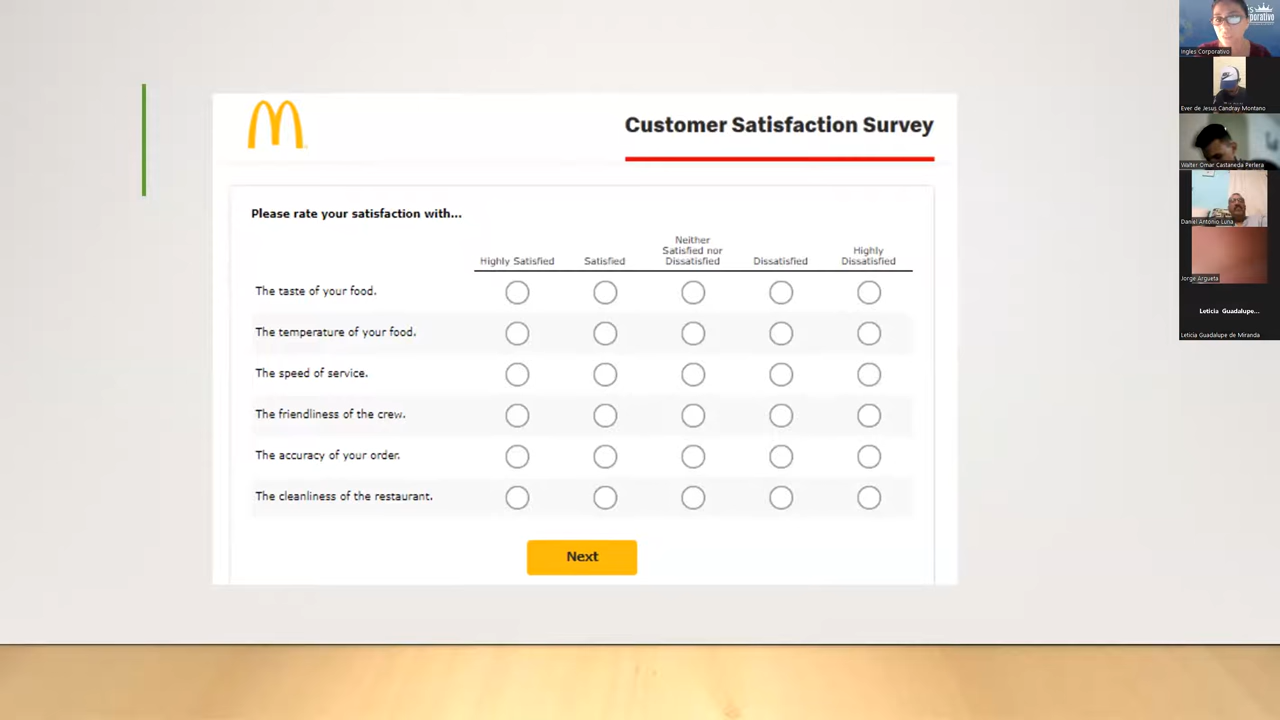 Customer Satisfaction Survey
Please rate your satisfaction with...
Highly Satisfied
Satisfied
Neither
Satisfied nor
Dissatisfied
Dissatisfied
Highly
Dissatisfied
The taste of your food.
The temperature of your food.
The speed of service.
The friendliness of the crew.
The accuracy of your order.
The cleanliness of the restaurant.
Next
Ingles Corporativo
Ever de Jesus Candray Montano
Walter Omar Castaneda Perlera
Daniel Antonio Luna
Jorge Argueta
Leticia Guadalupe...
Leticia Guadalupe de Miranda